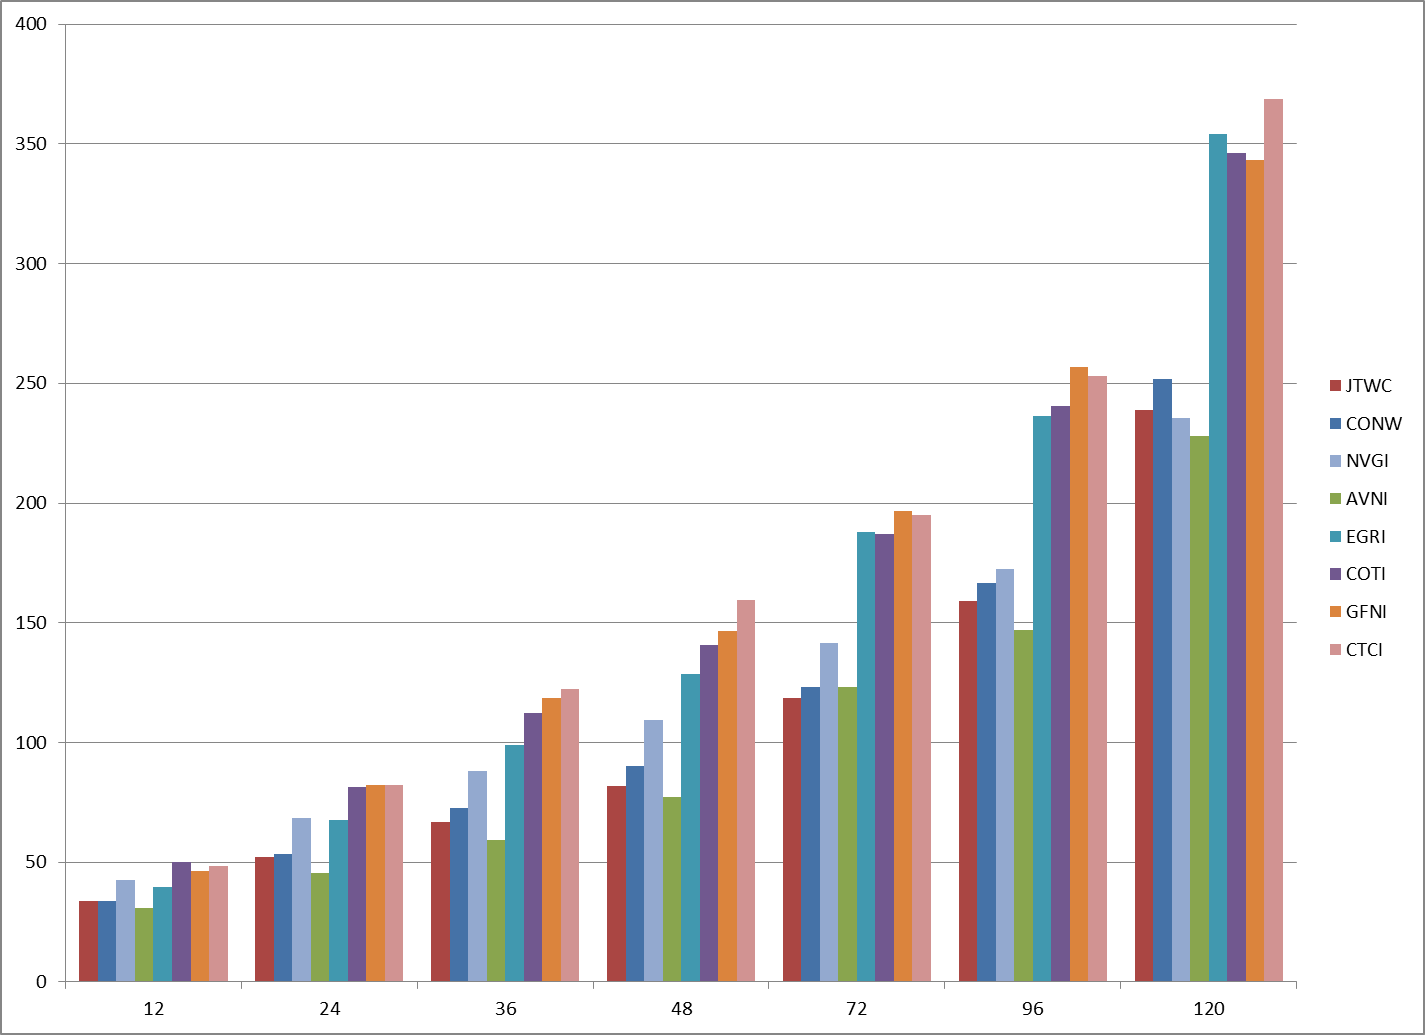 400
350
300
250
200
150
100
50
0
12 24 36 48 72 96 120
JTWC
CONW
NVGI
AVNI
EGRI
COTI
GFNI
CTCI